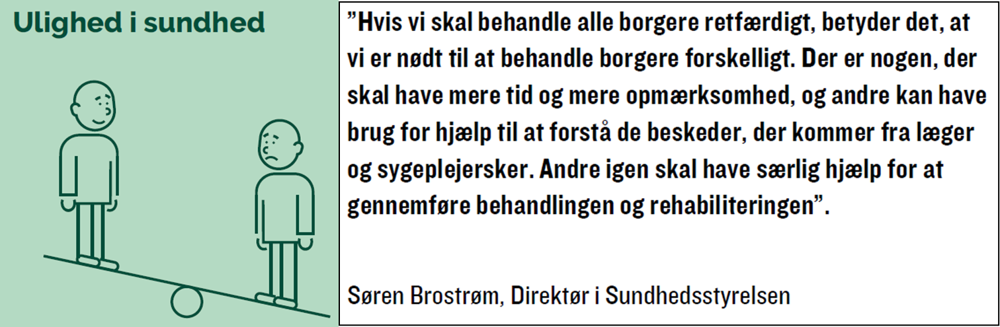 Ulighed i sundhed
”Hvis vi skal behandle alle borgere retfærdigt, betyder det, at
vi er nødt til at behandle borgere forskelligt. Der er nogen, der
skal have mere tid og mere opmærksomhed, og andre kan have
brug for hjælp til at forstå de beskeder, der kommer fra læger
og sygeplejersker. Andre igen skal have særlig hjælp for at
gennemføre behandlingen og rehabiliteringen”.
Søren Brostrøm, Direktør i Sundhedsstyrelsen